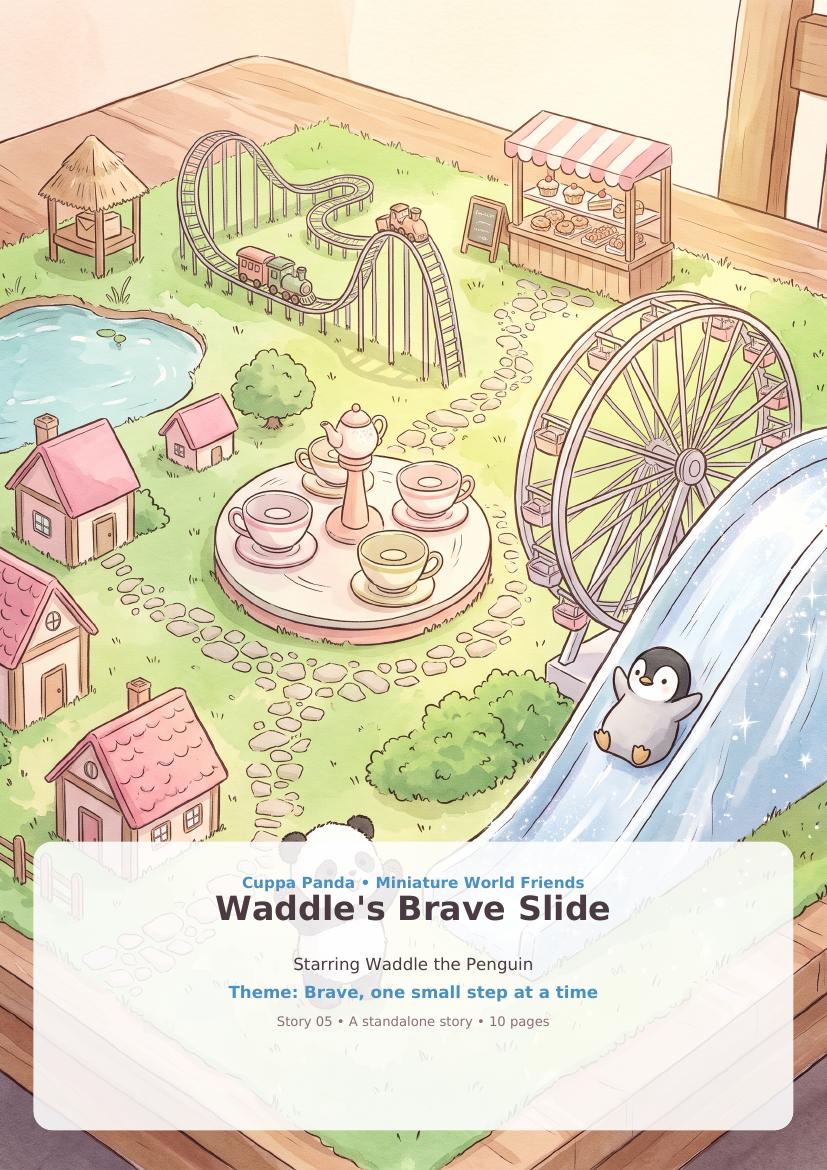 Cuppa Panda • Miniature World Friends
Waddle's Brave Slide
Starring Waddle the Penguin
Theme: Brave, one small step at a time
Story 05 • A standalone story • 10 pages